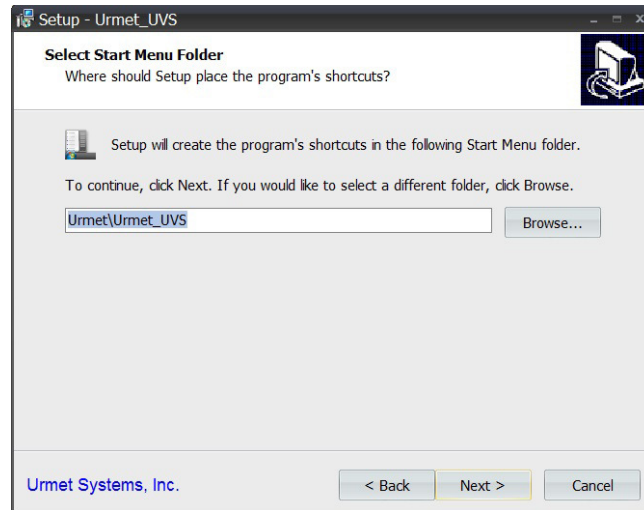 Setup - Urmet_UVS
Select Start Menu Folder
Where should Setup place the program's shortcuts?
Setup will create the program's shortcuts in the following Start Menu folder.
To continue, click Next. If you would like to select a different folder, click Browse.
Urmet\Urmet_UVS
Browse...
Urmet Systems, Inc.
< Back
Next >
Cancel